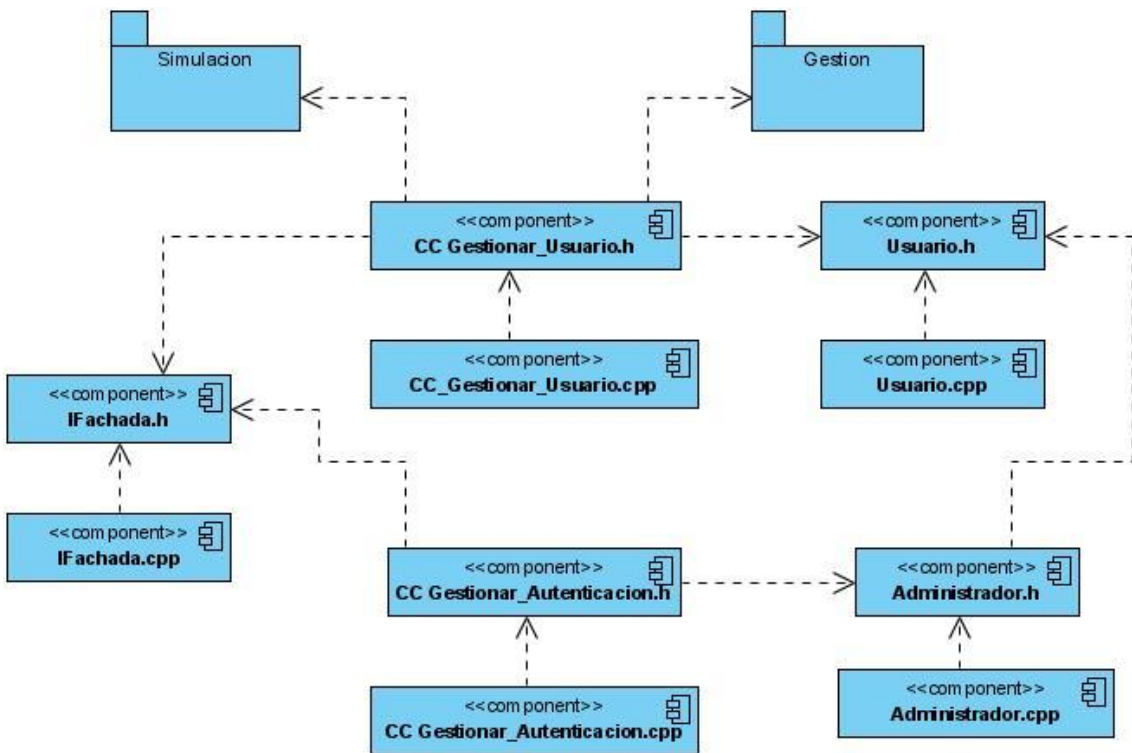 Simulacion
Gestion
<<component>>
CC Gestionar_Usuario.h
<<component>>
Usuario.h
<<component>>
CC_Gestionar_Usuario.cpp
<<component>>
Usuario.cpp
<<component>>
IFachada.h
<<component>>
IFachada.cpp
<<component>>
CC Gestionar_Autenticacion.h
<<component>>
Administrador.h
<<component>>
CC Gestionar_Autenticacion.cpp
<<component>>
Administrador.cpp